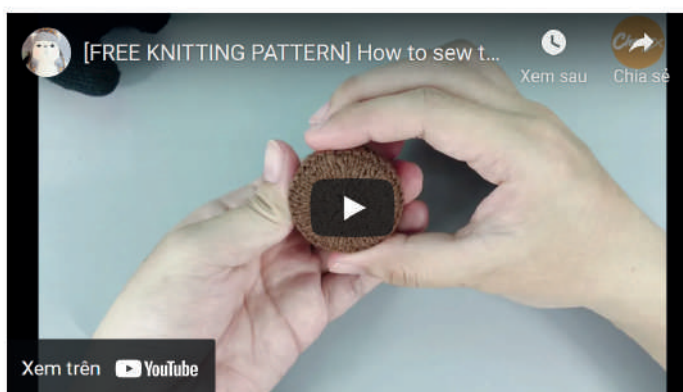 [FREE KNITTING PATTERN] How to sew t...
Xem sau
Chia sẻ
Xem trên YouTube